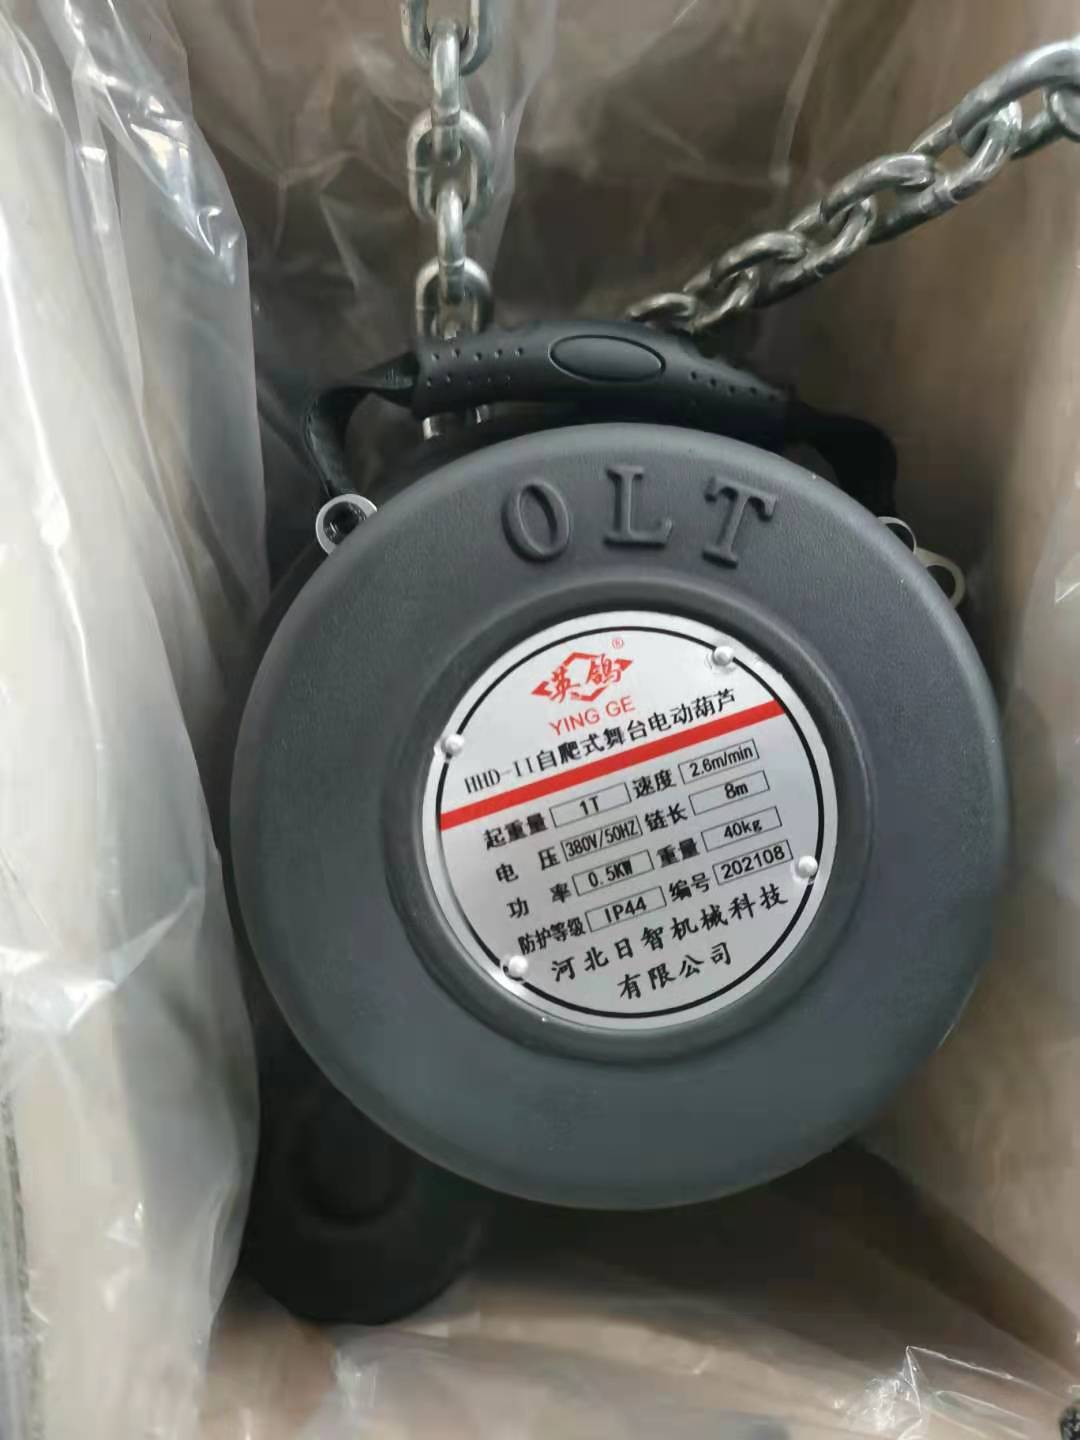 OLT
英鸽®
YING GE
HHD-II自爬式舞台电动葫芦
起重量 1T 速度 2.6m/min
电压 380V/50HZ 链长 8m
功率 0.5KW 重量 40kg
防护等级 IP44 编号 202108
河北日智机械科技
有限公司